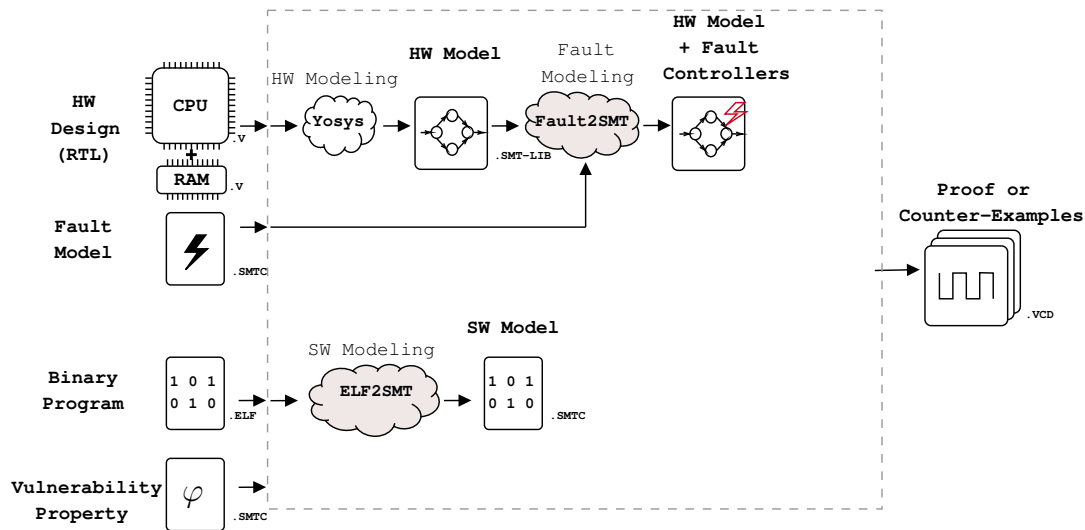 HW
Design
(RTL)
CPU
.V
+
RAM
.V
HW Modeling
Yosys
HW Model
.SMT-LIB
Fault
Modeling
Fault2SMT
HW Model
+ Fault
Controllers
Fault
Model
.SMTC
Proof or
Counter-Examples
.VCD
Binary
Program
1 0 1
0 1 0
.ELF
SW Modeling
ELF2SMT
SW Model
1 0 1
0 1 0
.SMTC
Vulnerability
Property
φ
.SMTC